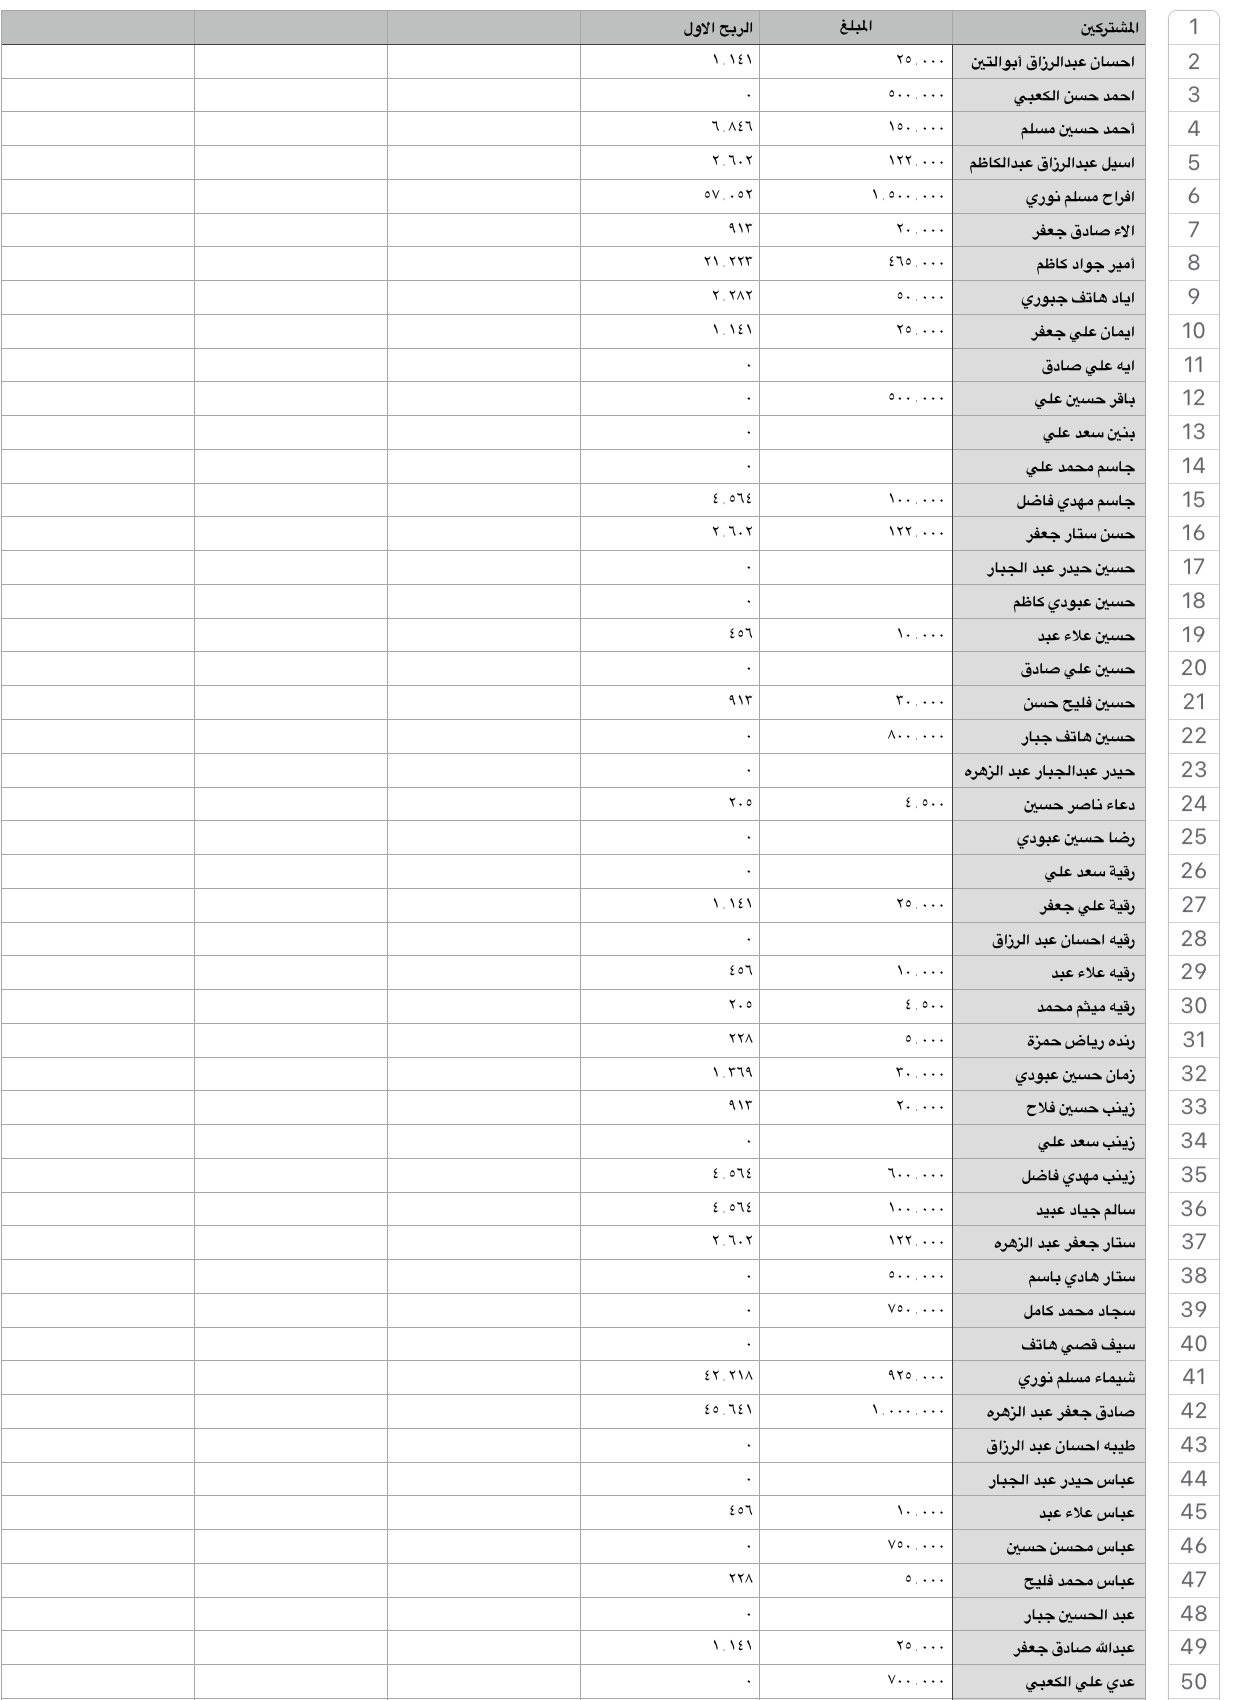 المشتركين المبلغ الربح الاول 1
احسان عبدالرزاق أبوالتين ٢٥.٠٠٠ ١.١٤١ 2
احمد حسن الكعبي ٥٠٠.٠٠٠ ٠ 3
أحمد حسين مسلم ١٥٠.٠٠٠ ٦.٨٤٦ 4
اسيل عبدالرزاق عبدالكاظم ١٢٢.٠٠٠ ٢.٦٠٢ 5
افراح مسلم نوري ١.٥٠٠.٠٠٠ ٥٧.٠٥٢ 6
الاء صادق جعفر ٢٠.٠٠٠ ٩١٣ 7
أمير جواد كاظم ٤٦٥.٠٠٠ ٢١.٢٢٣ 8
اياد هاتف جبوري ٥٠.٠٠٠ ٢.٢٨٢ 9
ايمان علي جعفر ٢٥.٠٠٠ ١.١٤١ 10
ايه علي صادق ٠ 11
باقر حسين علي ٥٠٠.٠٠٠ ٠ 12
بنين سعد علي ٠ 13
جاسم محمد علي ٠ 14
جاسم مهدي فاضل ١٠٠.٠٠٠ ٤.٥٦٤ 15
حسن ستار جعفر ١٢٢.٠٠٠ ٢.٦٠٢ 16
حسين حيدر عبد الجبار ٠ 17
حسين عبودي كاظم ٠ 18
حسين علاء عبد ١٠.٠٠٠ ٤٥٦ 19
حسين علي صادق ٠ 20
حسين فليح حسن ٣٠.٠٠٠ ٩١٣ 21
حسين هاتف جبار ٨٠٠.٠٠٠ ٠ 22
حيدر عبدالجبار عبد الزهره ٠ 23
دعاء ناصر حسين ٤.٥٠٠ ٢٠٥ 24
رضا حسين عبودي ٠ 25
رقية سعد علي ٠ 26
رقية علي جعفر ٢٥.٠٠٠ ١.١٤١ 27
رقيه احسان عبد الرزاق ٠ 28
رقيه علاء عبد ١٠.٠٠٠ ٤٥٦ 29
رقيه ميثم محمد ٤.٥٠٠ ٢٠٥ 30
رنده رياض حمزة ٥.٠٠٠ ٢٢٨ 31
زمان حسين عبودي ٣٠.٠٠٠ ١.٣٦٩ 32
زينب حسين فلاح ٢٠.٠٠٠ ٩١٣ 33
زينب سعد علي ٠ 34
زينب مهدي فاضل ٦٠٠.٠٠٠ ٤.٥٦٤ 35
سالم جياد عبيد ١٠٠.٠٠٠ ٤.٥٦٤ 36
ستار جعفر عبد الزهره ١٢٢.٠٠٠ ٢.٦٠٢ 37
ستار هادي باسم ٥٠٠.٠٠٠ ٠ 38
سجاد محمد كامل ٧٥٠.٠٠٠ ٠ 39
سيف قصي هاتف ٠ 40
شيماء مسلم نوري ٩٢٥.٠٠٠ ٤٢.٢١٨ 41
صادق جعفر عبد الزهره ١.٠٠٠.٠٠٠ ٤٥.٦٤١ 42
طيبه احسان عبد الرزاق ٠ 43
عباس حيدر عبد الجبار ٠ 44
عباس علاء عبد ١٠.٠٠٠ ٤٥٦ 45
عباس محسن حسين ٧٥٠.٠٠٠ ٠ 46
عباس محمد فليح ٥.٠٠٠ ٢٢٨ 47
عبد الحسين جبار ٠ 48
عبدالله صادق جعفر ٢٥.٠٠٠ ١.١٤١ 49
عدي علي الكعبي ٧٠٠.٠٠٠ ٠ 50